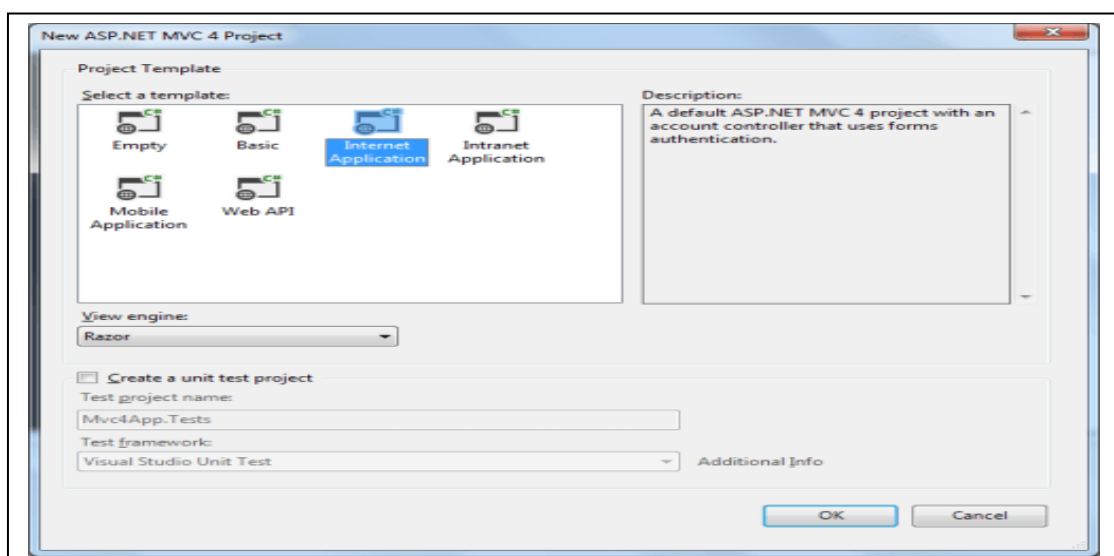 New ASP.NET MVC 4 Project
Project Template
Select a template:
Description:
C# C# C# C#
Empty Basic Internet Application Intranet Application
C# C#
Mobile Application Web API
A default ASP.NET MVC 4 project with an
account controller that uses forms
authentication.
View engine:
Razor
Create a unit test project
Test project name:
Mvc4App.Tests
Test framework:
Visual Studio Unit Test
Additional Info
OK Cancel